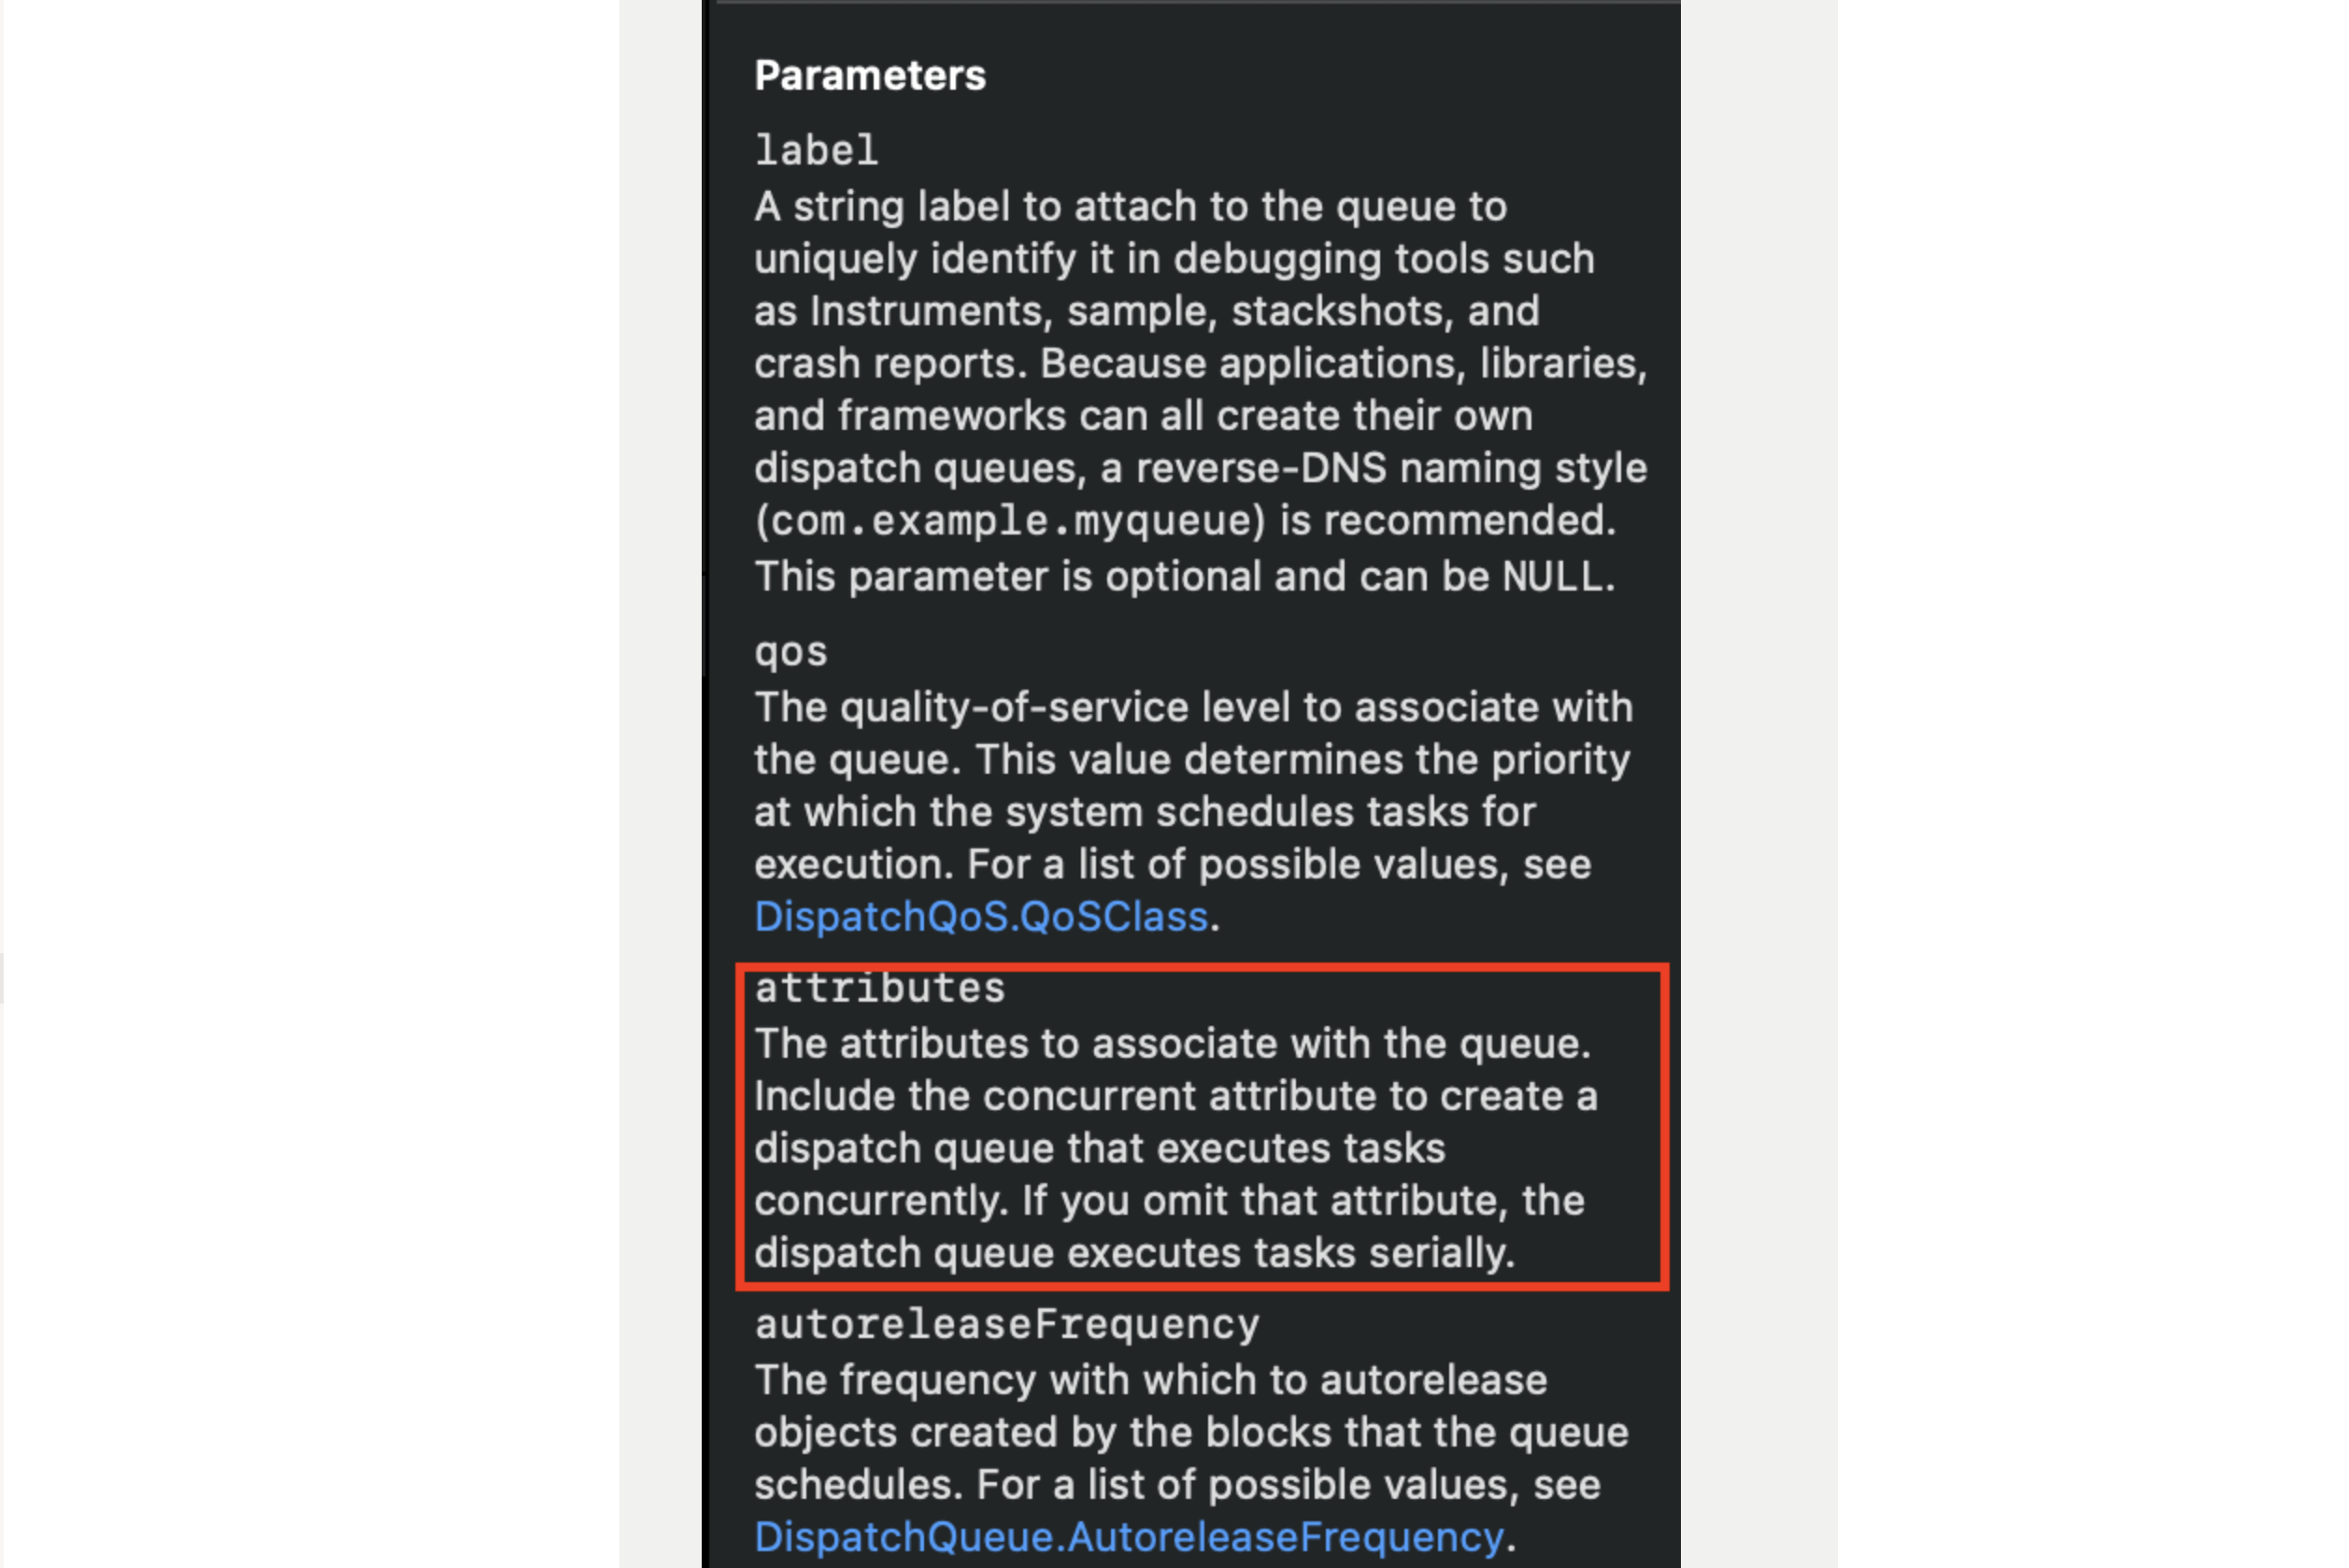 Parameters
label
A string label to attach to the queue to
uniquely identify it in debugging tools such
as Instruments, sample, stackshots, and
crash reports. Because applications, libraries,
and frameworks can all create their own
dispatch queues, a reverse-DNS naming style
(com.example.myqueue) is recommended.
This parameter is optional and can be NULL.
qos
The quality-of-service level to associate with
the queue. This value determines the priority
at which the system schedules tasks for
execution. For a list of possible values, see
DispatchQoS.QoSClass.
attributes
The attributes to associate with the queue.
Include the concurrent attribute to create a
dispatch queue that executes tasks
concurrently. If you omit that attribute, the
dispatch queue executes tasks serially.
autoreleaseFrequency
The frequency with which to autorelease
objects created by the blocks that the queue
schedules. For a list of possible values, see
DispatchQueue.AutoreleaseFrequency.